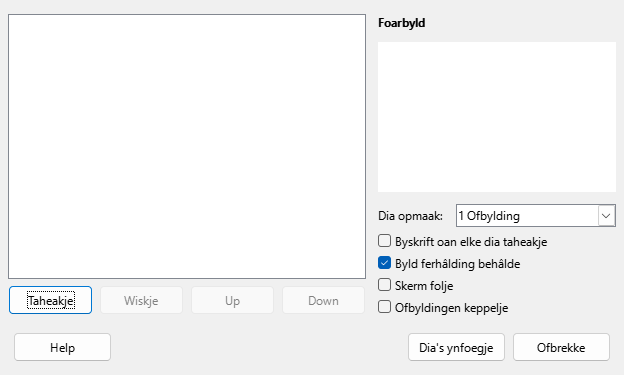 Foarbyld
Dia opmaak: 1 Ofbylding
Byskrift oan elke dia taheakje
Byld ferhâlding behâlde
Skerm folje
Ofbyldingen keppelje
Taheakje Wiskje Up Down
Help Dia's ynfoegje Ofbrekke